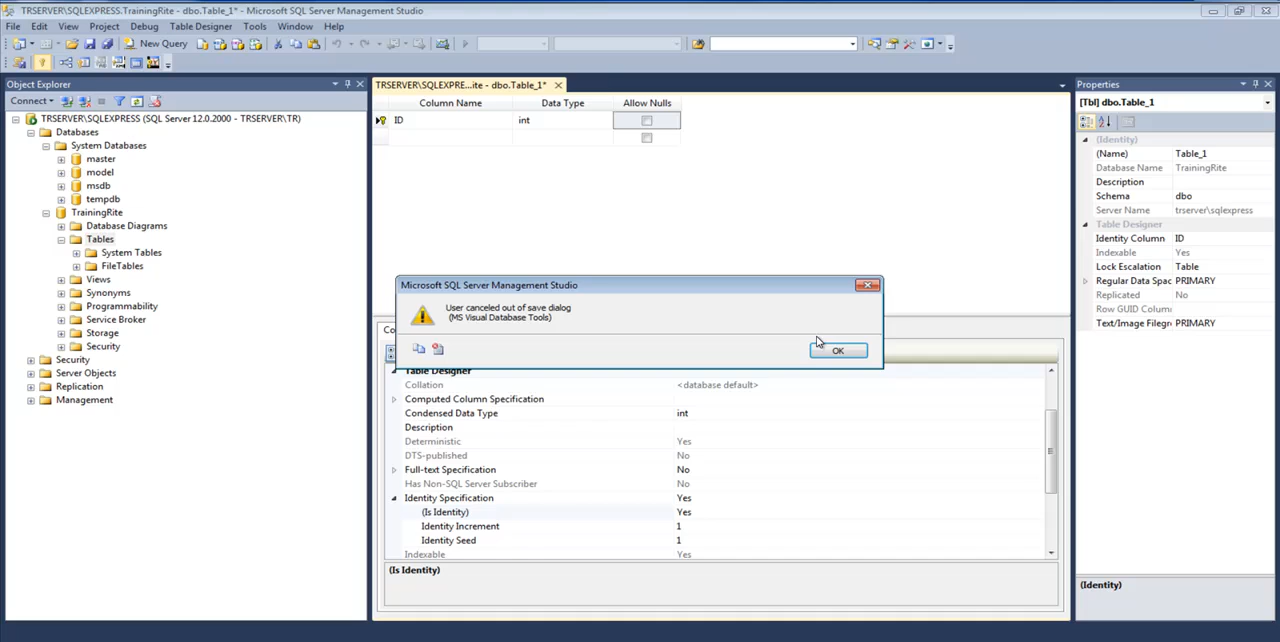 TRSERVER\SQLEXPRESS.TrainingRite - dbo.Table_1* - Microsoft SQL Server Management Studio
File Edit View Project Debug Table Designer Tools Window Help
New Query
Object Explorer
Connect
TRSERVER\SQLEXPRESS (SQL Server 12.0.2000 - TRSERVER\TR)
Databases
System Databases
master
model
msdb
tempdb
TrainingRite
Database Diagrams
Tables
System Tables
FileTables
Views
Synonyms
Programmability
Service Broker
Storage
Security
Security
Server Objects
Replication
Management
TRSERVER\SQLEXPRE...ite - dbo.Table_1*
Column Name Data Type Allow Nulls
ID int
Microsoft SQL Server Management Studio
User canceled out of save dialog
(MS Visual Database Tools)
OK
Co
Table Designer
Collation <database default>
Computed Column Specification
Condensed Data Type int
Description
Deterministic Yes
DTS-published No
Full-text Specification No
Has Non-SQL Server Subscriber No
Identity Specification Yes
(Is Identity) Yes
Identity Increment 1
Identity Seed 1
Indexable Yes
(Is Identity)
Properties
[Tbl] dbo.Table_1
(Identity)
(Name) Table_1
Database Name TrainingRite
Description
Schema dbo
Server Name trserver\sqlexpress
Table Designer
Identity Column ID
Indexable Yes
Lock Escalation Table
Regular Data Spac PRIMARY
Replicated No
Row GUID Column
Text/Image Filegro PRIMARY
(Identity)